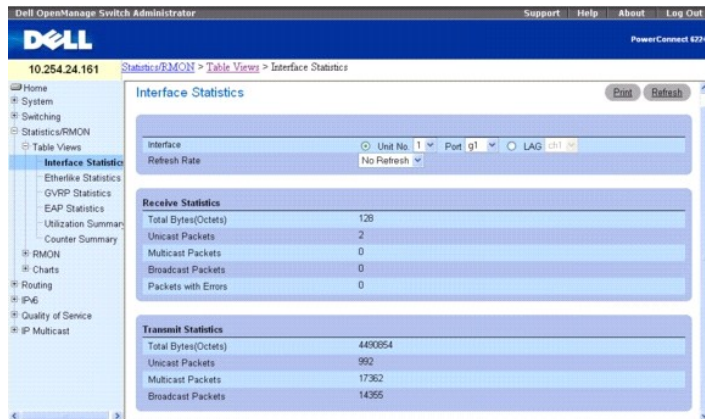 Dell OpenManage Switch Administrator
Support Help About Log Out
DELL
PowerConnect 622
10.254.24.161
Statistics/RMON > Table Views > Interface Statistics
Home
System
Switching
Statistics/RMON
Table Views
Interface Statistics
Etherlike Statistics
GVRP Statistics
EAP Statistics
Utilization Summary
Counter Summary
RMON
Charts
Routing
IPv6
Quality of Service
IP Multicast
Interface Statistics
Print Refresh
Interface Unit No. 1 Port g1 LAG ch1
Refresh Rate No Refresh
Receive Statistics
Total Bytes(Octets) 128
Unicast Packets 2
Multicast Packets 0
Broadcast Packets 0
Packets with Errors 0
Transmit Statistics
Total Bytes(Octets) 4490854
Unicast Packets 992
Multicast Packets 17362
Broadcast Packets 14355